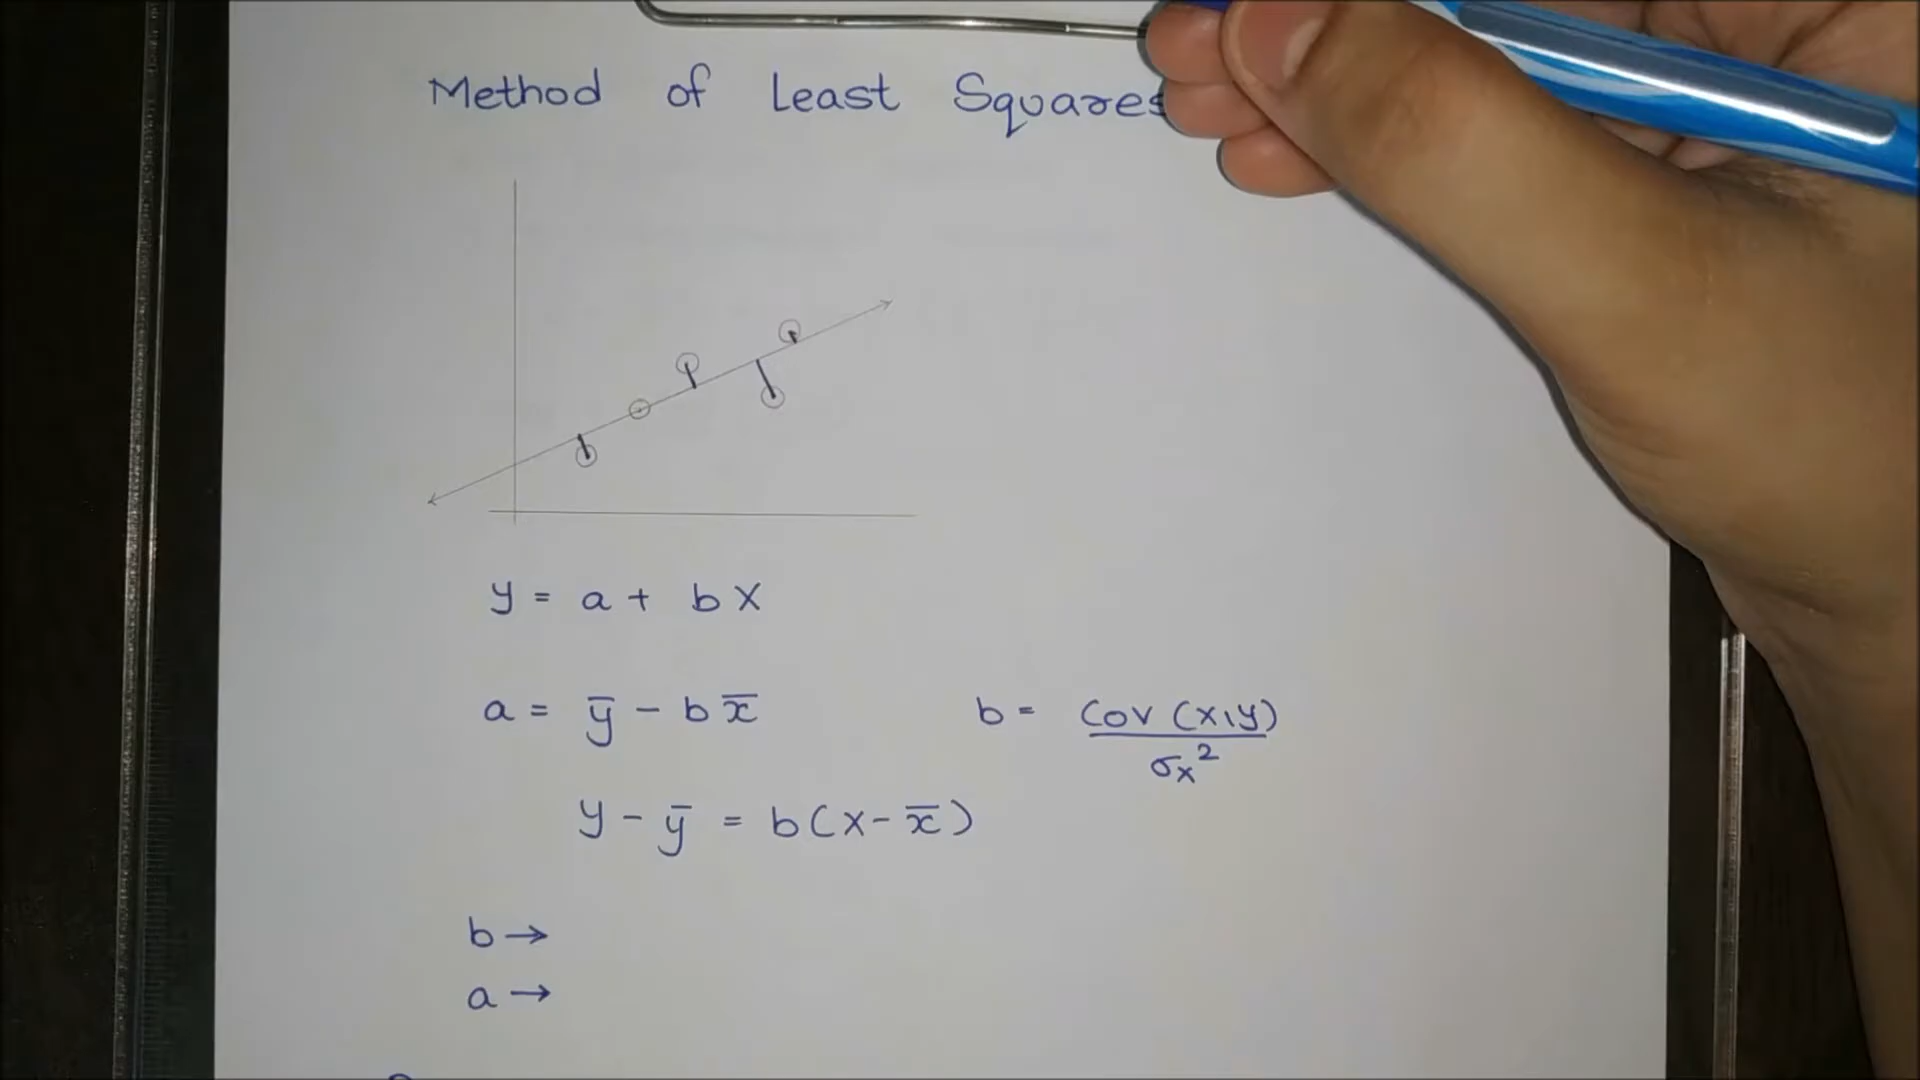 Method of Least Squares
y = a + bx
a = ȳ - b x̄
b = Cov (x,y) / σx²
y - ȳ = b(x - x̄)
b →
a →